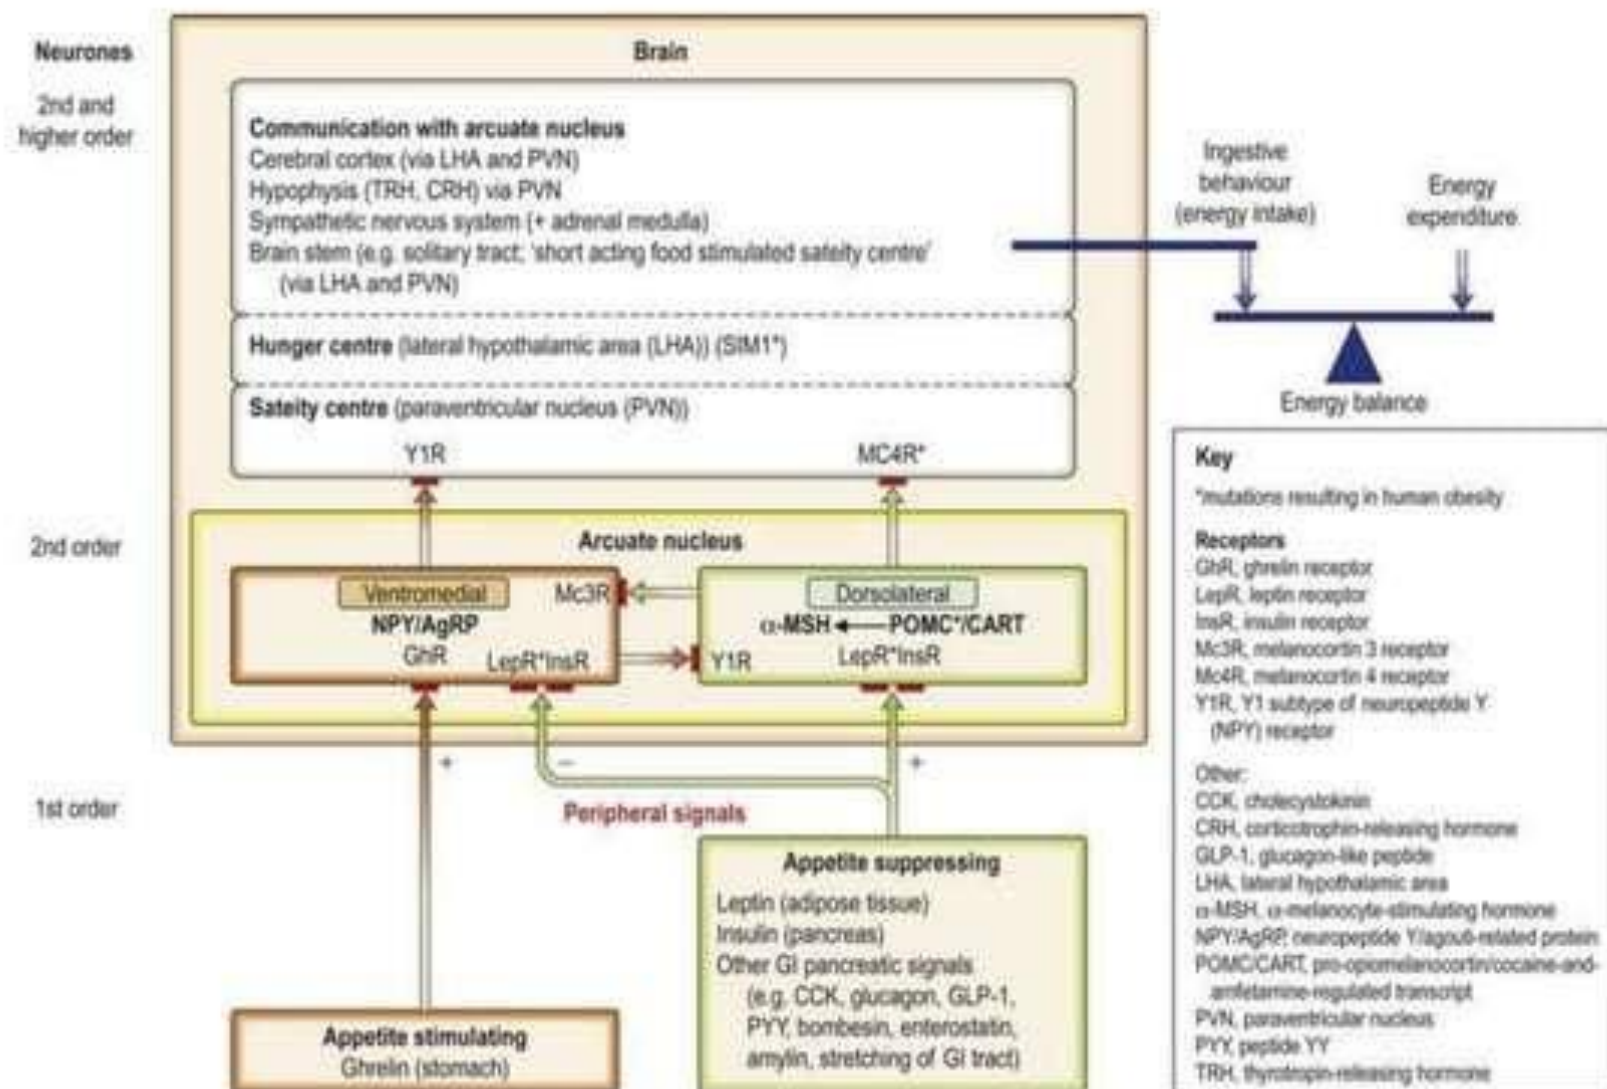 Neurones
2nd and
higher order
Brain
Communication with arcuate nucleus
Cerebral cortex (via LHA and PVN)
Hypophysis (TRH, CRH) via PVN
Sympathetic nervous system (+ adrenal medulla)
Brain stem (e.g. solitary tract; 'short acting food stimulated sateity centre'
(via LHA and PVN)
Hunger centre (lateral hypothalamic area (LHA)) (SIM1*)
Sateity centre (paraventricular nucleus (PVN))
Y1R
MC4R*
Ingestive
behaviour
(energy intake)
Energy
expenditure
Energy balance
2nd order
Arcuate nucleus
Ventromedial
NPY/AgRP
GhR
LepR*InsR
Mc3R
Dorsolateral
α-MSH POMC*/CART
Y1R
LepR*InsR
+
–
+
1st order
Peripheral signals
Appetite stimulating
Ghrelin (stomach)
Appetite suppressing
Leptin (adipose tissue)
Insulin (pancreas)
Other GI pancreatic signals
(e.g. CCK, glucagon, GLP-1,
PYY, bombesin, enterostatin,
amylin, stretching of GI tract)
Key
*mutations resulting in human obesity
Receptors
GhR, ghrelin receptor
LepR, leptin receptor
InsR, insulin receptor
Mc3R, melanocortin 3 receptor
Mc4R, melanocortin 4 receptor
Y1R, Y1 subtype of neuropeptide Y
(NPY) receptor
Other:
CCK, cholecystokinin
CRH, corticotrophin-releasing hormone
GLP-1, glucagon-like peptide
LHA, lateral hypothalamic area
α-MSH, α-melanocyte-stimulating hormone
NPY/AgRP, neuropeptide Y/agouti-related protein
POMC/CART, pro-opiomelanocortin/cocaine-and-
amfetamine-regulated transcript
PVN, paraventricular nucleus
PYY, peptide YY
TRH, thyrotropin-releasing hormone